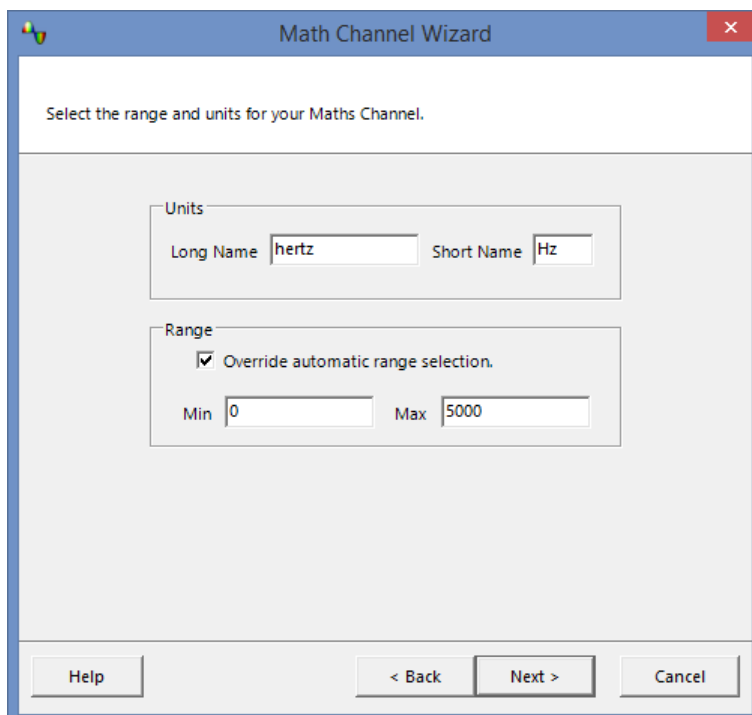 Math Channel Wizard
Select the range and units for your Maths Channel.
Units
Long Name hertz Short Name Hz
Range
Override automatic range selection.
Min 0 Max 5000
Help < Back Next > Cancel